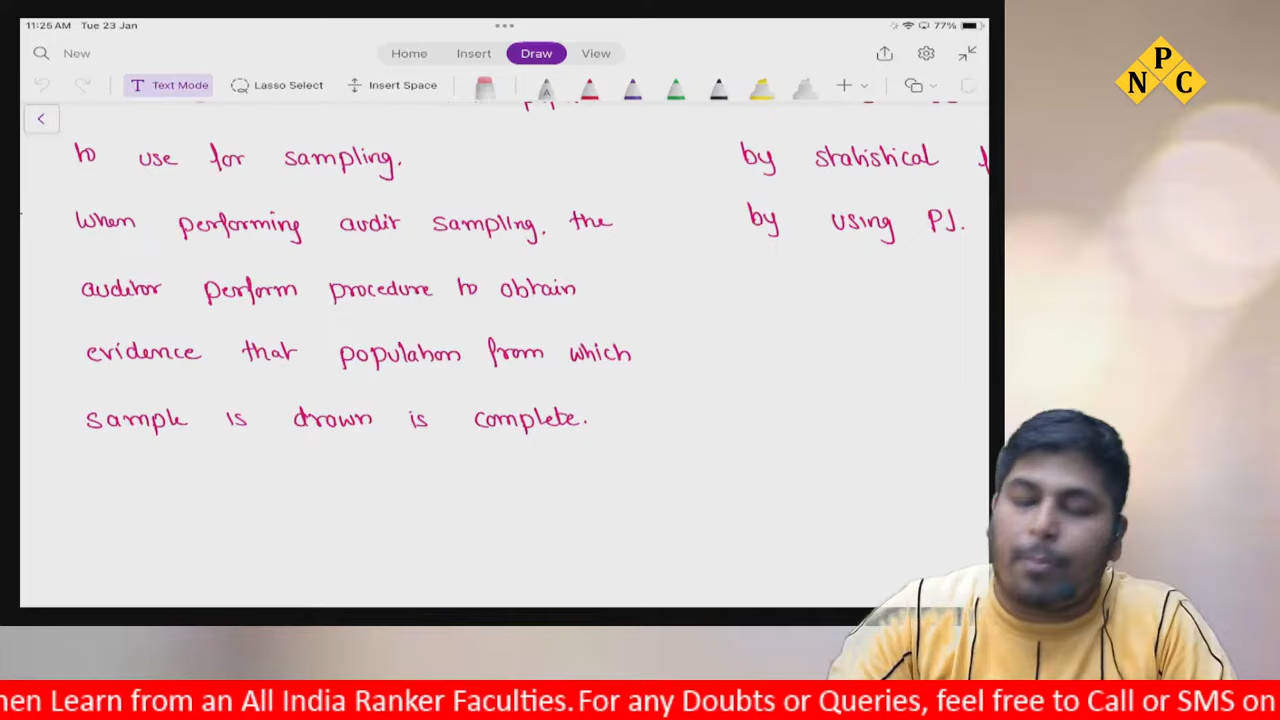 11:25 AM Tue 23 Jan
77%
New
Home Insert Draw View
Text Mode Lasso Select Insert Space
to use for sampling.
When performing audit sampling, the
auditor perform procedure to obtain
evidence that population from which
sample is drawn is complete.
by statistical
by using PJ.
N P C
hen Learn from an All India Ranker Faculties. For any Doubts or Queries, feel free to Call or SMS on